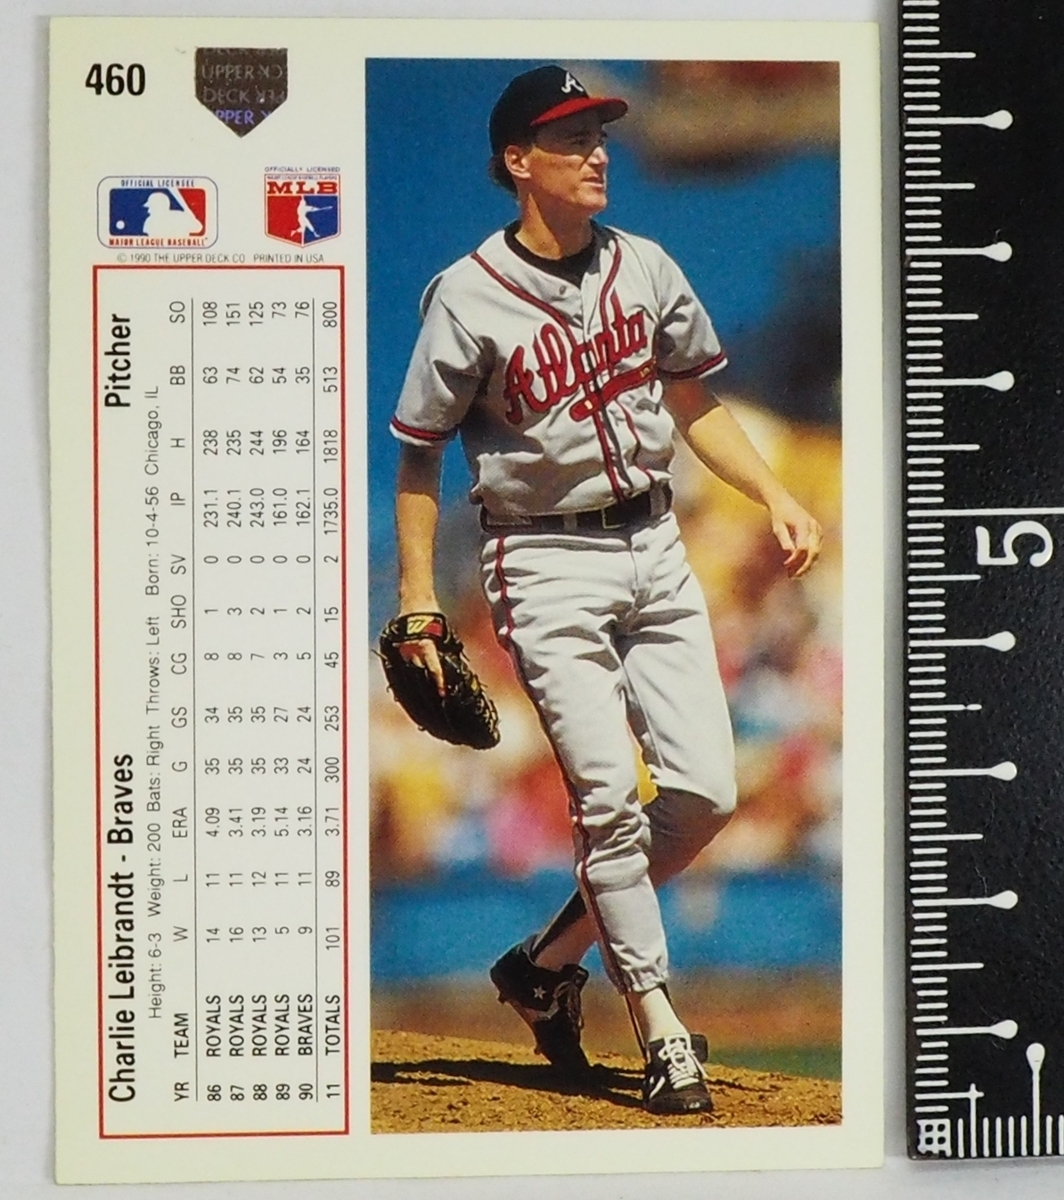 460
UPPER
DECK
UPPER
OFFICIAL LICENSEE
MAJOR LEAGUE BASEBALL
OFFICIALLY LICENSED
MAJOR LEAGUE BASEBALL PLAYERS
MLB
© 1990 THE UPPER DECK CO. PRINTED IN USA
Charlie Leibrandt - Braves Pitcher
Height: 6-3 Weight: 200 Bats: Right Throws: Left Born: 10-4-56 Chicago, IL
YR TEAM W L ERA G GS CG SHO SV IP H BB SO
86 ROYALS 14 11 4.09 35 34 8 1 0 231.1 238 63 108
87 ROYALS 16 11 3.41 35 35 8 3 0 240.1 235 74 151
88 ROYALS 13 12 3.19 35 35 7 2 0 243.0 244 62 125
89 ROYALS 5 11 5.14 33 27 3 1 0 161.0 196 54 73
90 BRAVES 9 11 3.16 24 24 5 2 0 162.1 164 35 76
11 TOTALS 101 89 3.71 300 253 45 15 2 1735.0 1818 513 800
A
Atlanta
5